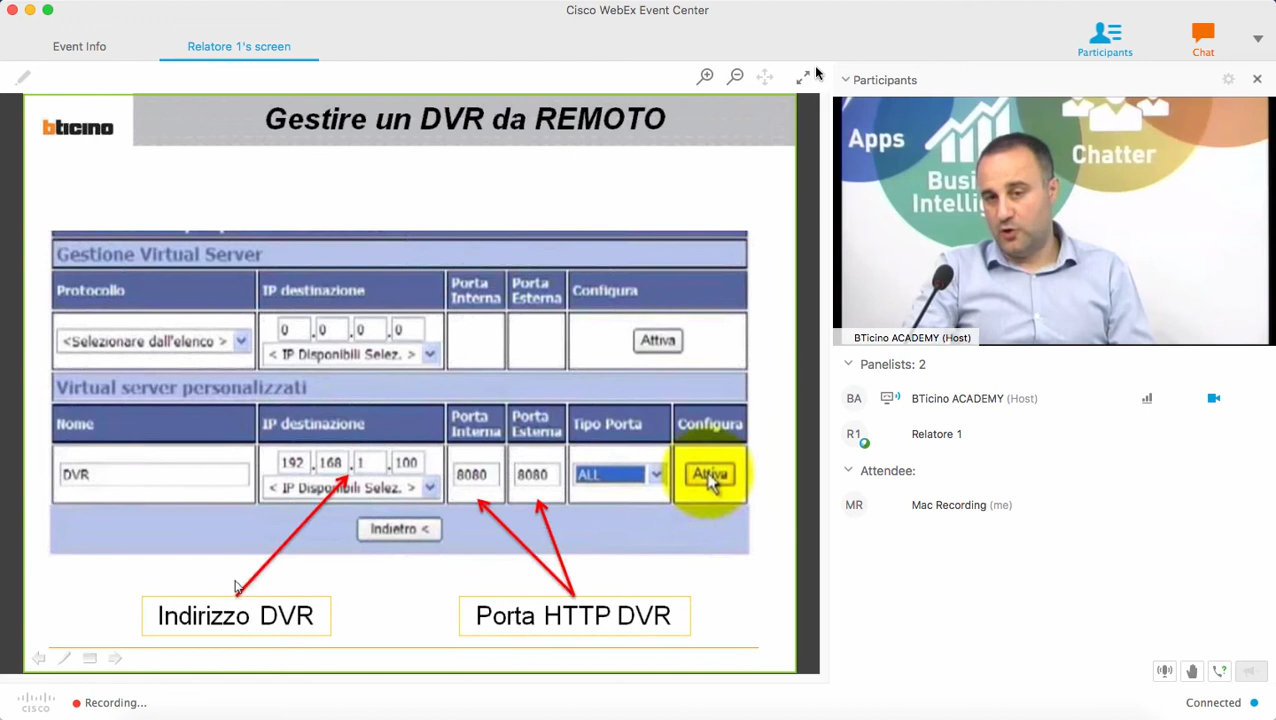 Cisco WebEx Event Center
Event Info
Relatore 1's screen
Participants
Chat
bticino
Gestire un DVR da REMOTO
Gestione Virtual Server
Protocollo
IP destinazione
Porta Interna
Porta Esterna
Configura
<Selezionare dall'elenco >
0 .0 .0 .0
< IP Disponibili Selez. >
Attiva
Virtual server personalizzati
Nome
IP destinazione
Porta Interna
Porta Esterna
Tipo Porta
Configura
DVR
192 .168 .1 .100
< IP Disponibili Selez. >
8080
8080
ALL
Attiva
Indietro <
Indirizzo DVR
Porta HTTP DVR
Participants
Apps
Business Intelligence
Chatter
BTicino ACADEMY (Host)
Panelists: 2
BA
BTicino ACADEMY (Host)
R1
Relatore 1
Attendee:
MR
Mac Recording (me)
CISCO
Recording...
Connected